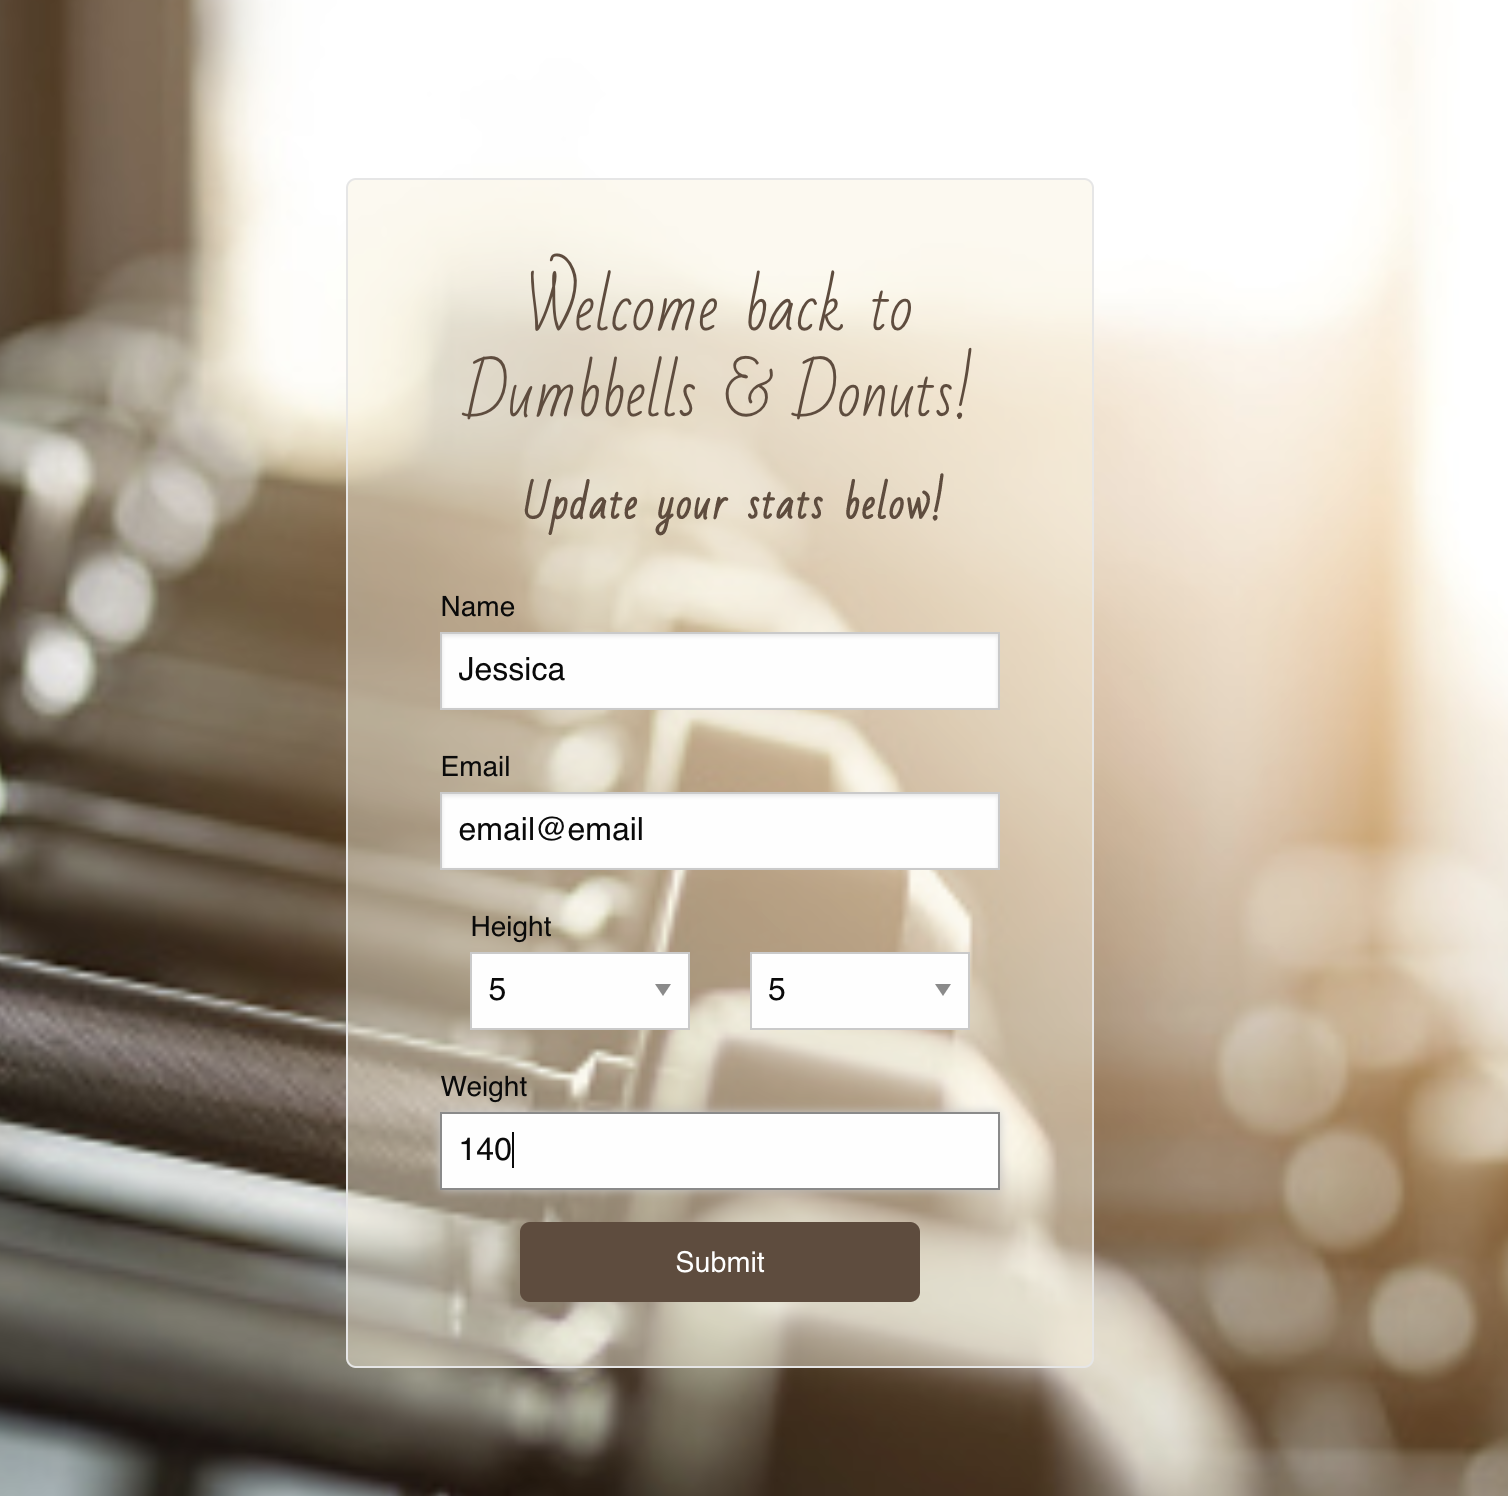 Welcome back to
Dumbbells & Donuts!
Update your stats below!
Name
Jessica
Email
email@email
Height
5 5
Weight
140
Submit